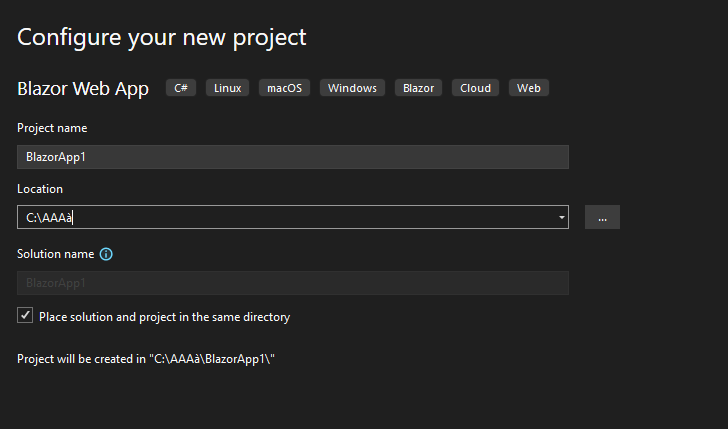 Configure your new project
Blazor Web App C# Linux macOS Windows Blazor Cloud Web
Project name
BlazorApp1
Location
C:\AAAà
...
Solution name
BlazorApp1
Place solution and project in the same directory
Project will be created in "C:\AAAà\BlazorApp1\"